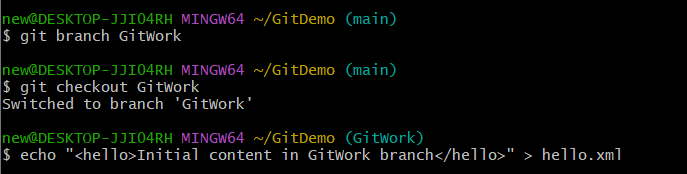 new@DESKTOP-JJIO4RH MINGW64 ~/GitDemo (main)
$ git branch GitWork
new@DESKTOP-JJIO4RH MINGW64 ~/GitDemo (main)
$ git checkout GitWork
Switched to branch 'GitWork'
new@DESKTOP-JJIO4RH MINGW64 ~/GitDemo (GitWork)
$ echo "<hello>Initial content in GitWork branch</hello>" > hello.xml